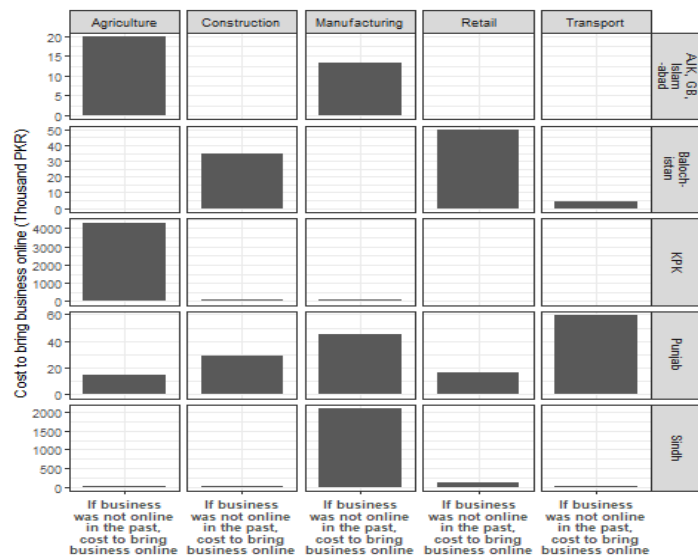 Agriculture Construction Manufacturing Retail Transport
Cost to bring business online (Thousand PKR)
20
15
10
5
0
AJK, GB,
Islam
-abad
50
40
30
20
10
0
Baloch-
istan
4000
3000
2000
1000
0
KPK
60
40
20
0
Punjab
2000
1500
1000
500
0
Sindh
If business If business If business If business If business
was not online was not online was not online was not online was not online
in the past, in the past, in the past, in the past, in the past,
cost to bring cost to bring cost to bring cost to bring cost to bring
business online business online business online business online business online